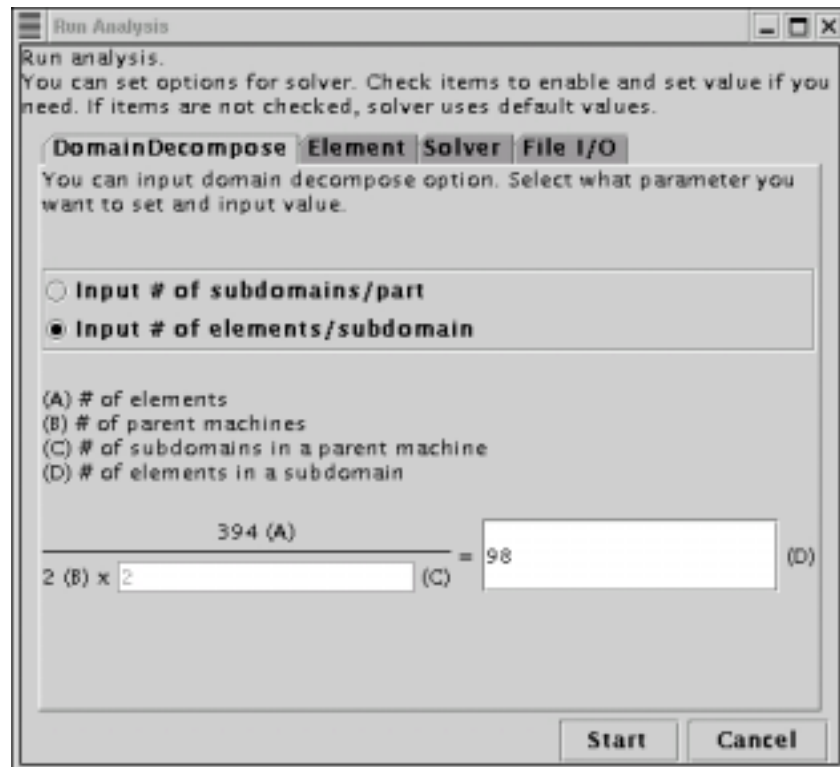 Run Analysis
Run analysis.
You can set options for solver. Check items to enable and set value if you
need. If items are not checked, solver uses default values.
DomainDecompose Element Solver File I/O
You can input domain decompose option. Select what parameter you
want to set and input value.
Input # of subdomains/part
Input # of elements/subdomain
(A) # of elements
(B) # of parent machines
(C) # of subdomains in a parent machine
(D) # of elements in a subdomain
394 (A)
2 (B) x 2 (C) = 98 (D)
Start Cancel